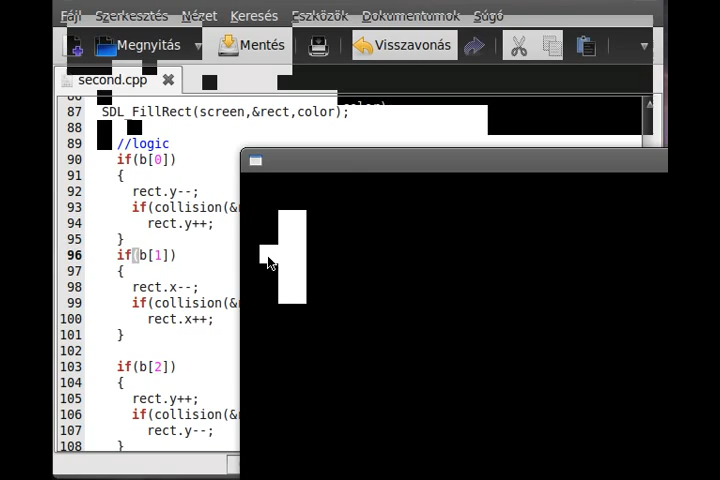 Fájl Szerkesztés Nézet Keresés Eszközök Dokumentumok Súgó
Megnyitás Mentés Visszavonás
second.cpp
87 SDL_FillRect(screen,&rect,color);
88
89 //logic
90 if(b[0])
91 {
92 rect.y--;
93 if(collision(&r
94 rect.y++;
95 }
96 if(b[1])
97 {
98 rect.x--;
99 if(collision(&r
100 rect.x++;
101 }
102
103 if(b[2])
104 {
105 rect.y++;
106 if(collision(&r
107 rect.y--;
108 }